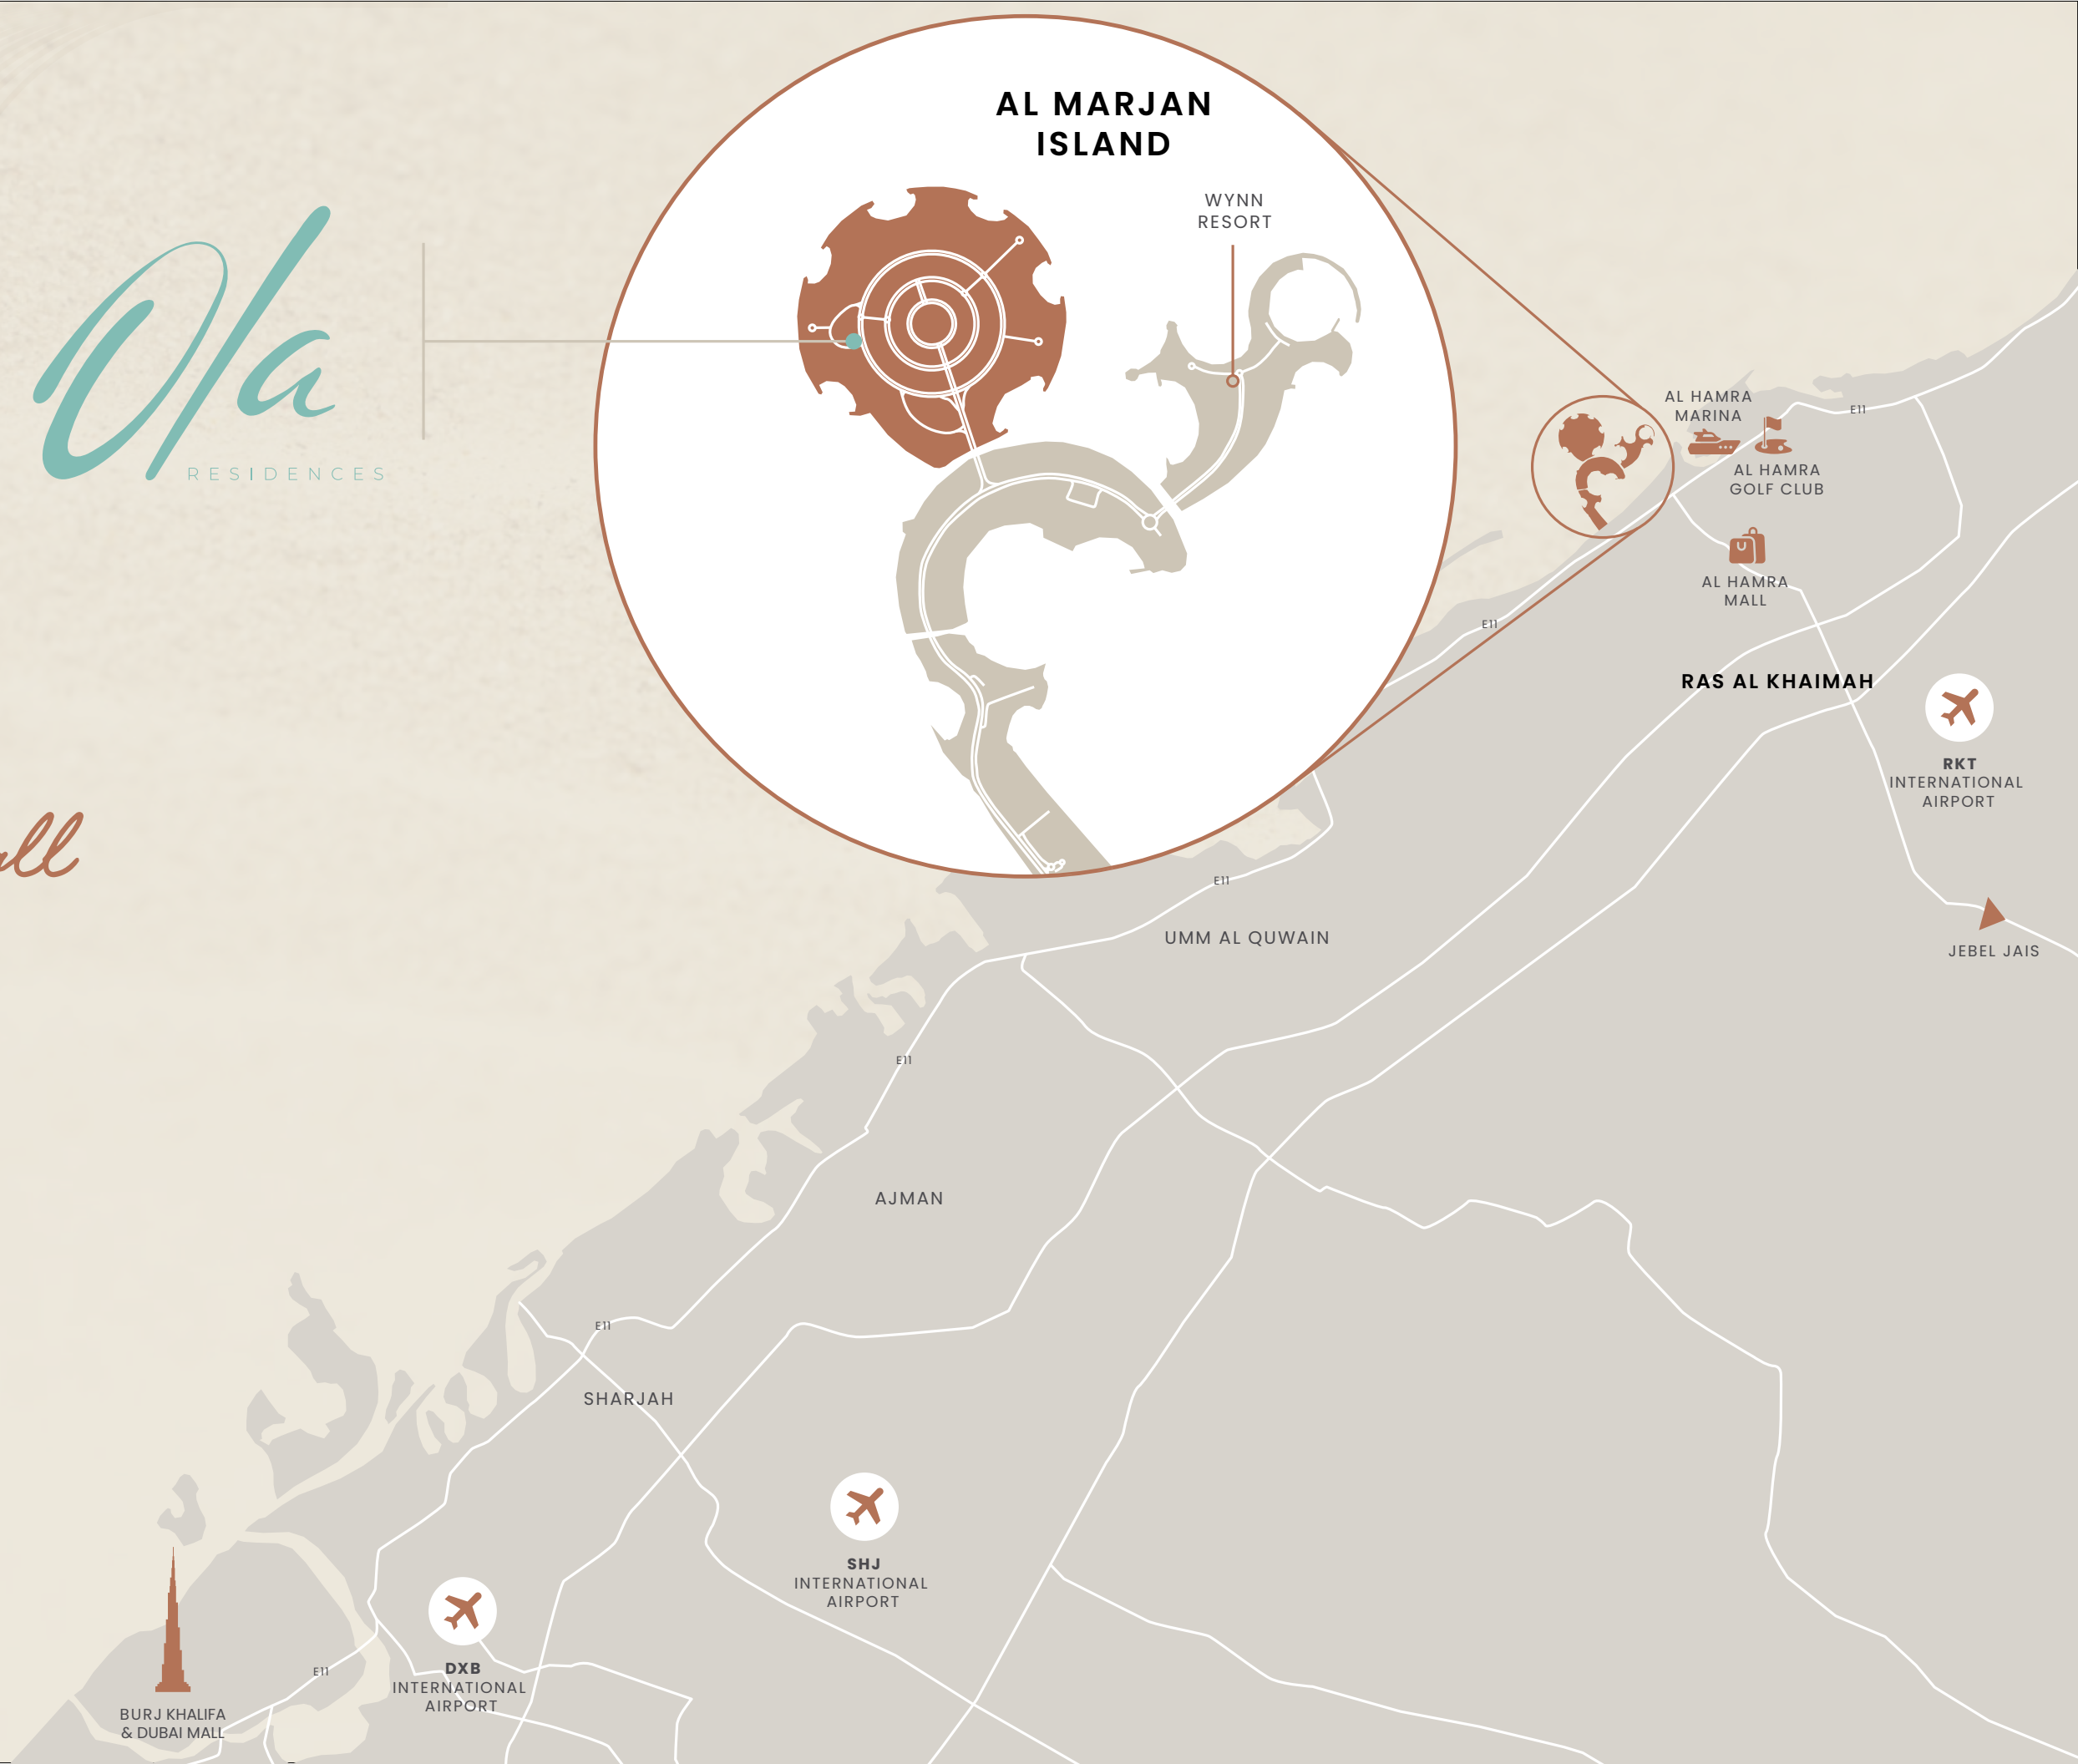 AL MARJAN
ISLAND
WYNN
RESORT
Ola
RESIDENCES
AL HAMRA
MARINA
E11
AL HAMRA
GOLF CLUB
AL HAMRA
MALL
E11
RAS AL KHAIMAH
RKT
INTERNATIONAL
AIRPORT
E11
UMM AL QUWAIN
JEBEL JAIS
E11
AJMAN
E11
SHARJAH
SHJ
INTERNATIONAL
AIRPORT
DXB
INTERNATIONAL
AIRPORT
E11
BURJ KHALIFA
& DUBAI MALL